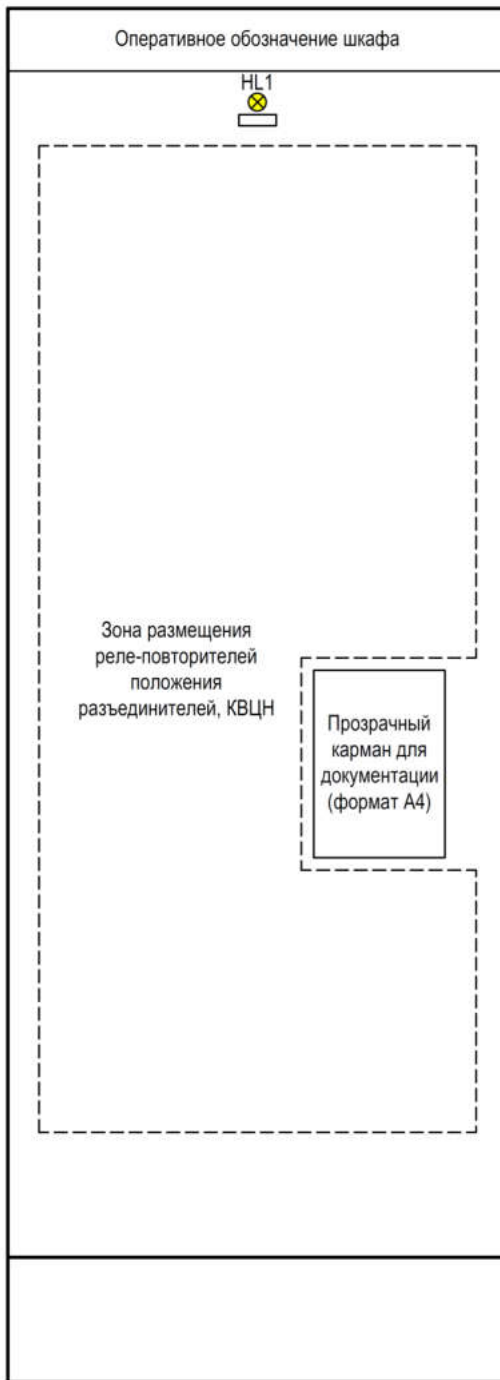 Оперативное обозначение шкафа
HL1
Зона размещения
реле-повторителей
положения
разъединителей, КВЦН
Прозрачный
карман для
документации
(формат А4)